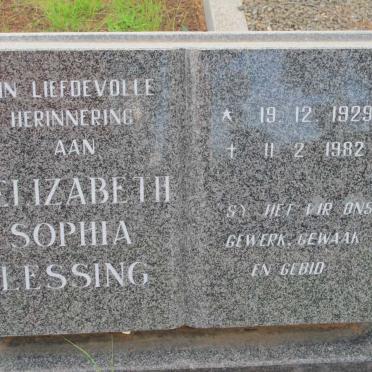 IN LIEFDEVOLLE
HERINNERING
AAN
ELIZABETH
SOPHIA
LESSING
★ 19. 12. 1929
† 11. 2. 1982
SY HET VIR ONS
GEWERK, GEWAAK
EN GEBID